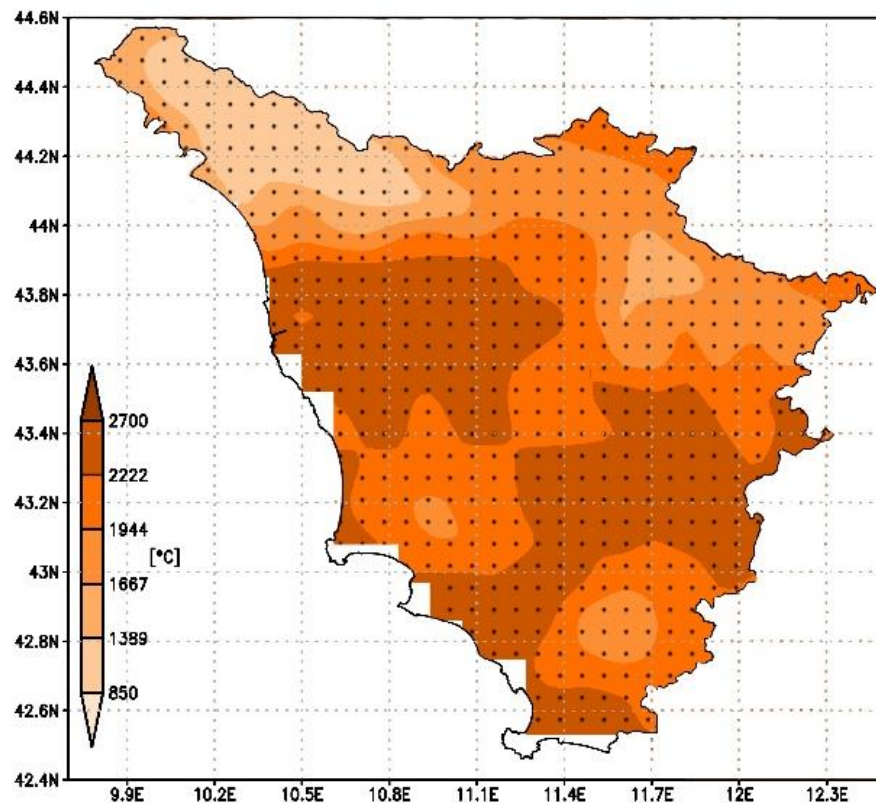 44.6N
44.4N
44.2N
44N
43.8N
43.6N
43.4N
43.2N
43N
42.8N
42.6N
42.4N
2700
2222
1944
[°C]
1667
1389
850
9.9E 10.2E 10.5E 10.8E 11.1E 11.4E 11.7E 12E 12.3E